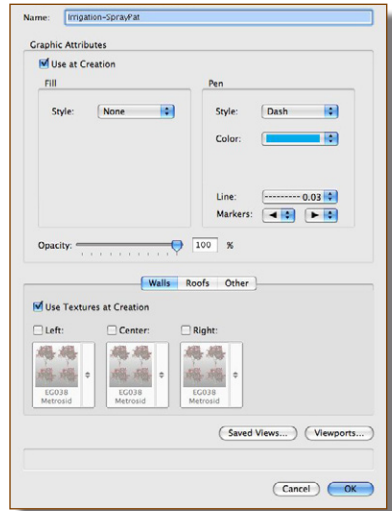 Name: Irrigation-SprayPat
Graphic Attributes
Use at Creation
Fill
Pen
Style: None
Style: Dash
Color:
Line: 0.03
Markers:
Opacity: 100 %
Walls Roofs Other
Use Textures at Creation
Left: Center: Right:
EG038 EG038 EG038
Metrosid Metrosid Metrosid
Saved Views... Viewports...
Cancel OK